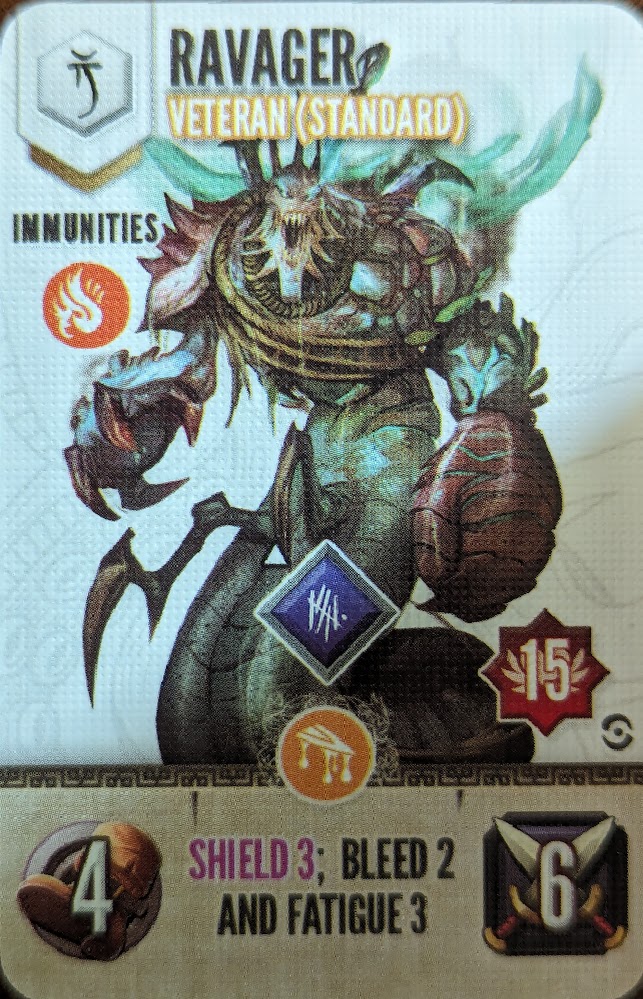 RAVAGER
VETERAN (STANDARD)
IMMUNITIES
15
4
SHIELD 3; BLEED 2
AND FATIGUE 3
6